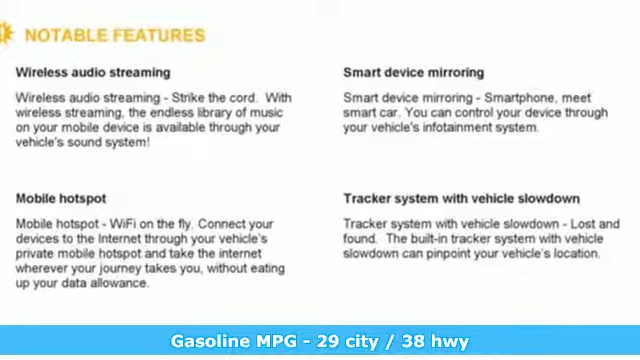 NOTABLE FEATURES
Wireless audio streaming
Wireless audio streaming - Strike the cord. With
wireless streaming, the endless library of music
on your mobile device is available through your
vehicle's sound system!
Smart device mirroring
Smart device mirroring - Smartphone, meet
smart car. You can control your device through
your vehicle's infotainment system.
Mobile hotspot
Mobile hotspot - WiFi on the fly. Connect your
devices to the Internet through your vehicle's
private mobile hotspot and take the internet
wherever your journey takes you, without eating
up your data allowance.
Tracker system with vehicle slowdown
Tracker system with vehicle slowdown - Lost and
found. The built-in tracker system with vehicle
slowdown can pinpoint your vehicle's location.
Gasoline MPG - 29 city / 38 hwy